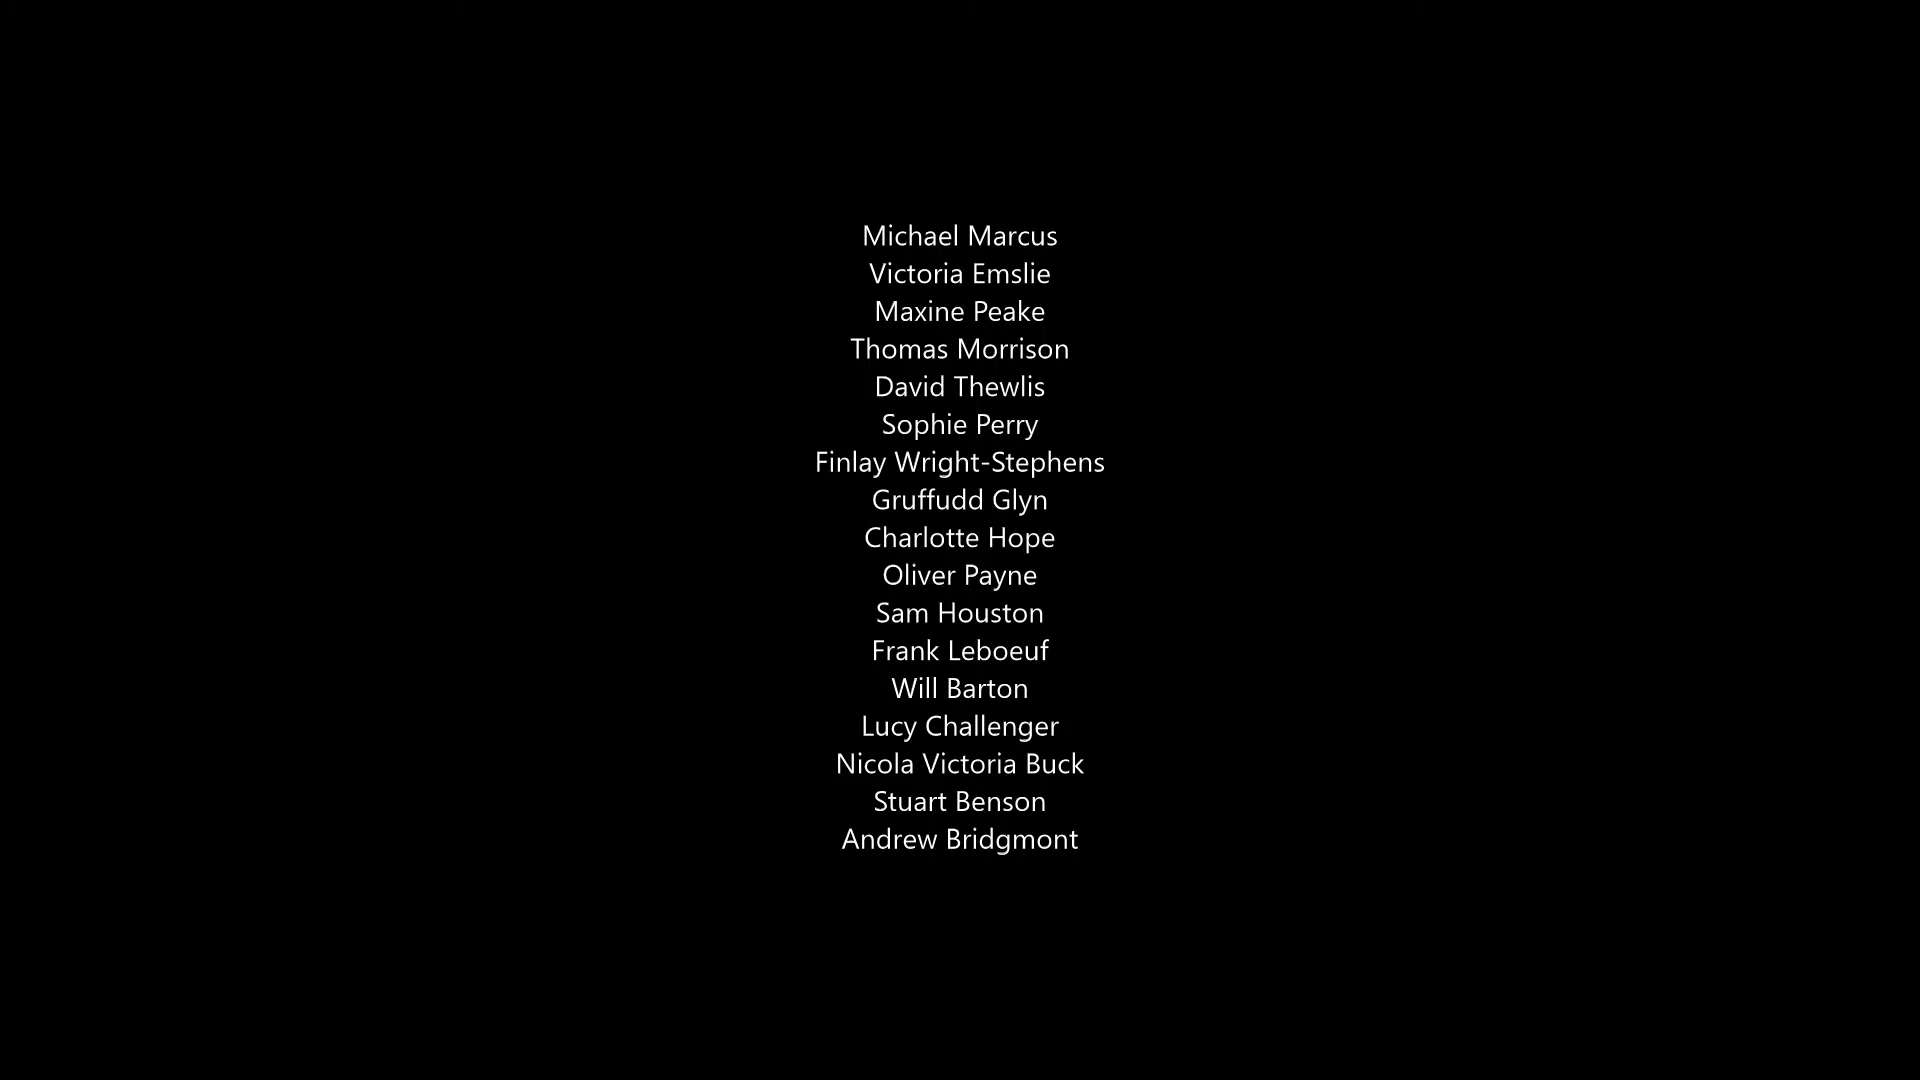 Michael Marcus
Victoria Emslie
Maxine Peake
Thomas Morrison
David Thewlis
Sophie Perry
Finlay Wright-Stephens
Gruffudd Glyn
Charlotte Hope
Oliver Payne
Sam Houston
Frank Leboeuf
Will Barton
Lucy Challenger
Nicola Victoria Buck
Stuart Benson
Andrew Bridgmont